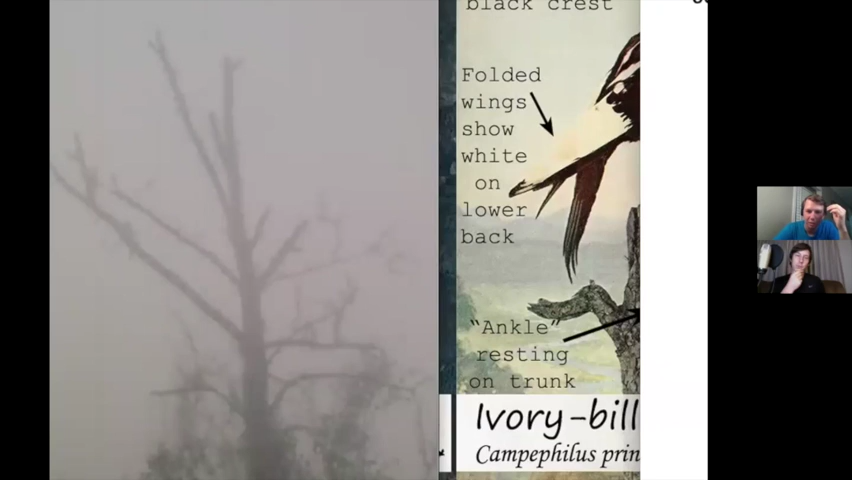 black crest
Folded
wings
show
white
on
lower
back
"Ankle"
resting
on trunk
Ivory-bill
Campephilus prin